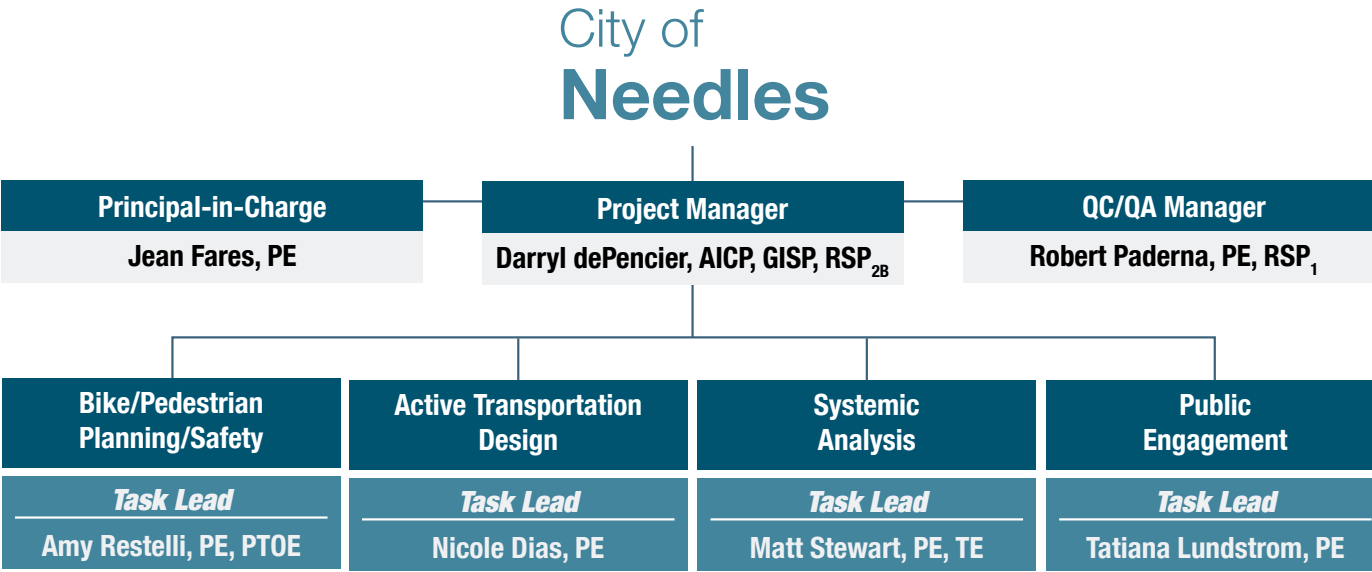 City of
Needles
Principal-in-Charge
Jean Fares, PE
Project Manager
Darryl dePencier, AICP, GISP, RSP2B
QC/QA Manager
Robert Paderna, PE, RSP1
Bike/Pedestrian
Planning/Safety
Task Lead
Amy Restelli, PE, PTOE
Active Transportation
Design
Task Lead
Nicole Dias, PE
Systemic
Analysis
Task Lead
Matt Stewart, PE, TE
Public
Engagement
Task Lead
Tatiana Lundstrom, PE